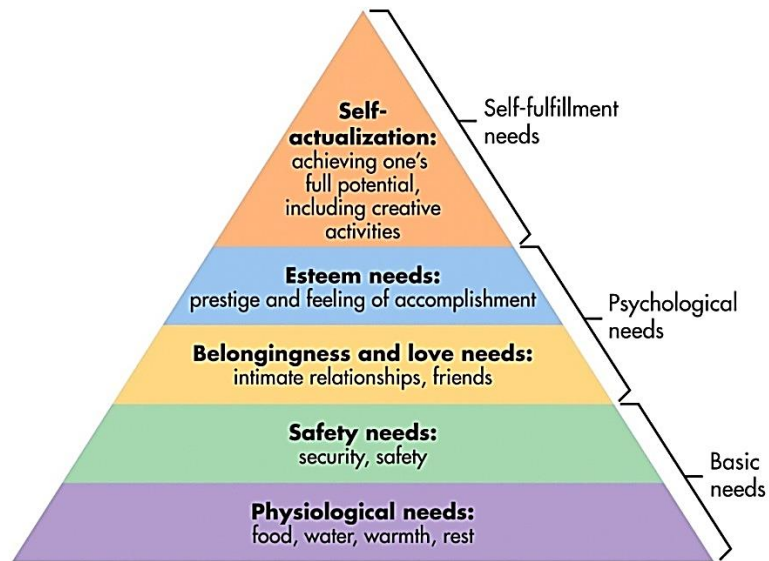 Self-
actualization:
achieving one's
full potential,
including creative
activities
Self-fulfillment
needs
Esteem needs:
prestige and feeling of accomplishment
Belongingness and love needs:
intimate relationships, friends
Psychological
needs
Safety needs:
security, safety
Physiological needs:
food, water, warmth, rest
Basic
needs